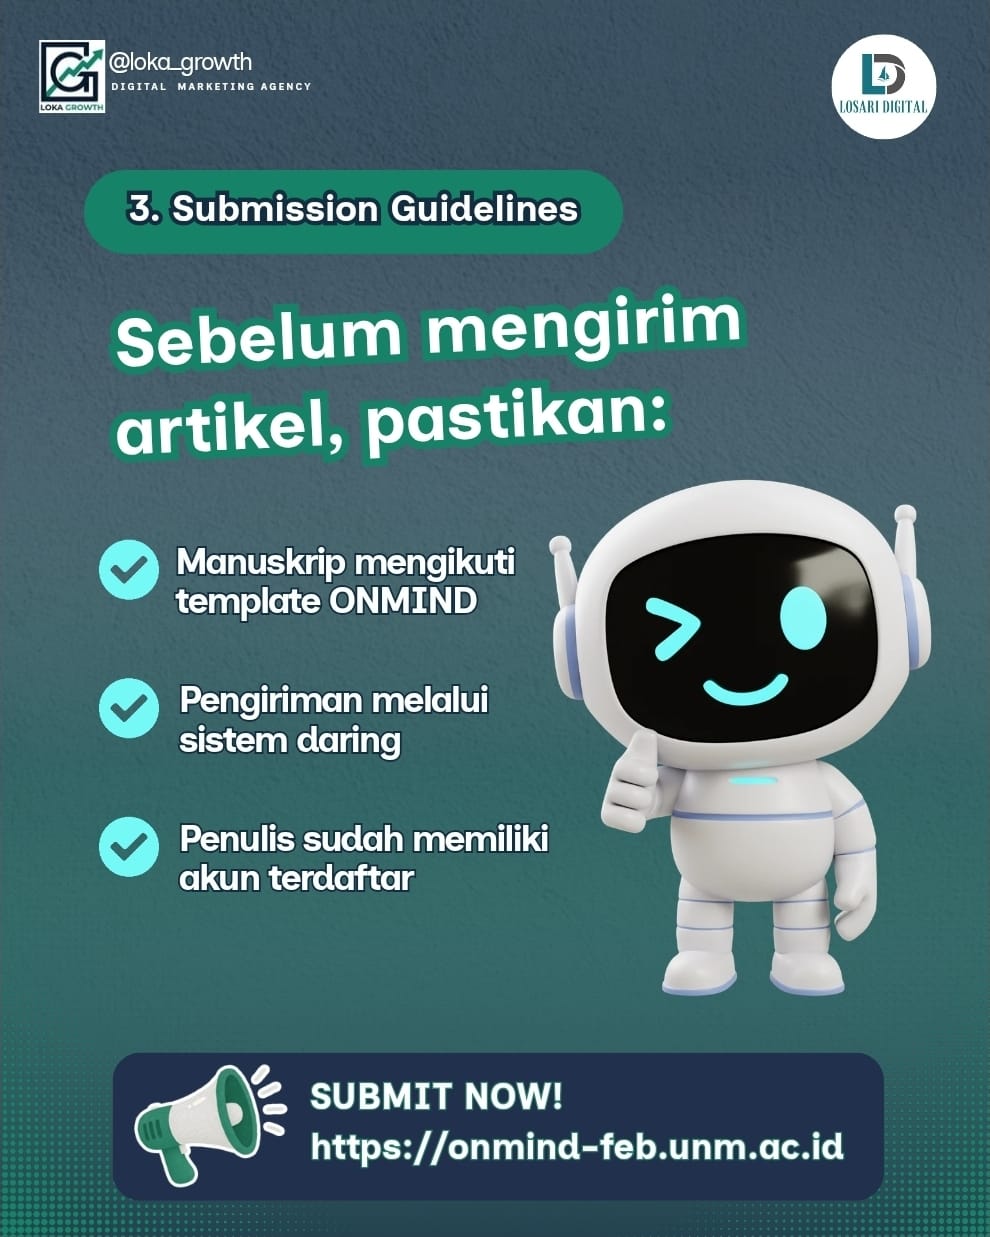 @loka_growth
DIGITAL MARKETING AGENCY
LOKA GROWTH
LD
LOSARI DIGITAL
3. Submission Guidelines
Sebelum mengirim
artikel, pastikan:
Manuskrip mengikuti
template ONMIND
Pengiriman melalui
sistem daring
Penulis sudah memiliki
akun terdaftar
SUBMIT NOW!
https://onmind-feb.unm.ac.id